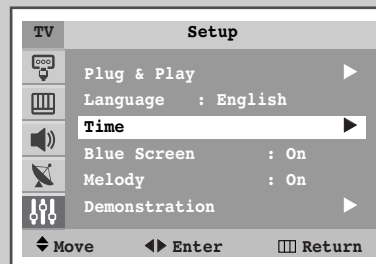 TV Setup
Plug & Play
Language : English
Time
Blue Screen : On
Melody : On
Demonstration
Move Enter Return